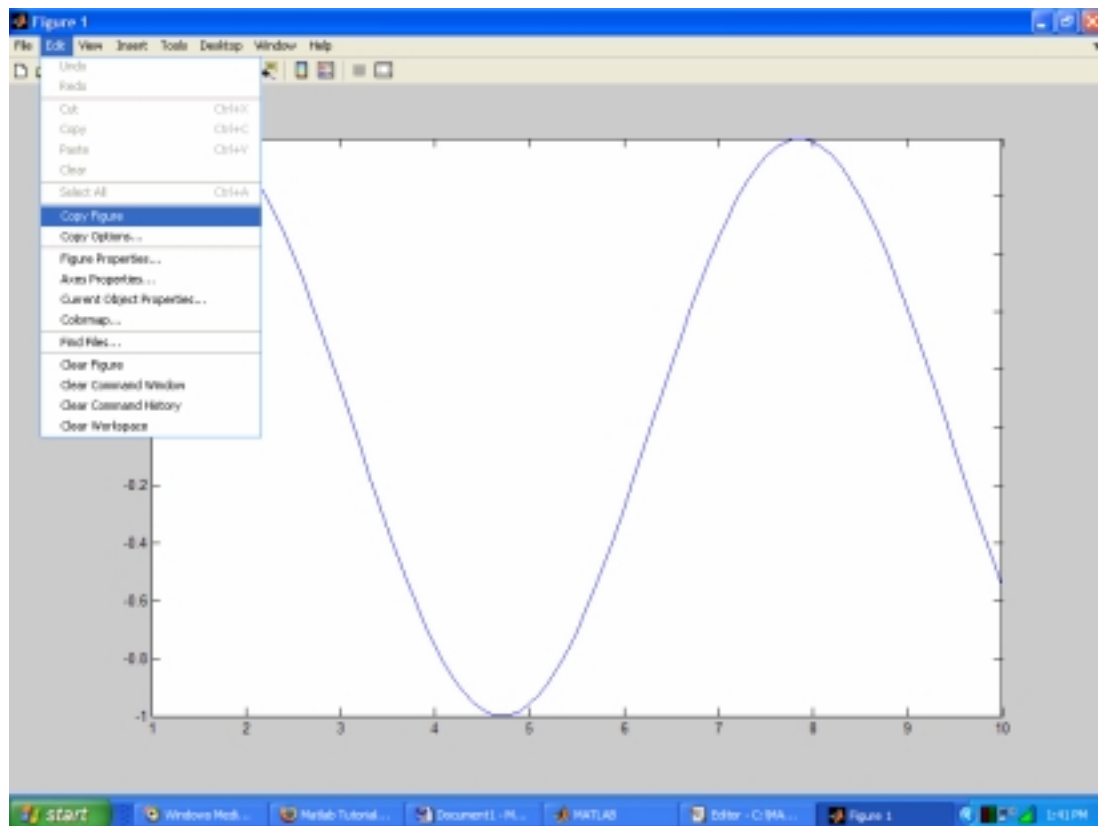 Figure 1
File Edit View Insert Tools Desktop Window Help
Undo
Redo
Cut Ctrl+X
Copy Ctrl+C
Paste Ctrl+V
Clear
Select All Ctrl+A
Copy Figure
Copy Options...
Figure Properties...
Axes Properties...
Current Object Properties...
Colormap...
Find Files...
Clear Figure
Clear Command Window
Clear Command History
Clear Workspace
-0.2
-0.4
-0.6
-0.8
-1
1 2 3 4 5 6 7 8 9 10
start Windows Medi... Matlab Tutorial... Document1 - M... MATLAB Editor - C:\MA... Figure 1 1:41 PM